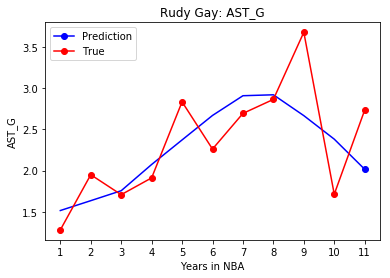 Rudy Gay: AST_G
Prediction
True
AST_G
3.5
3.0
2.5
2.0
1.5
1 2 3 4 5 6 7 8 9 10 11
Years in NBA